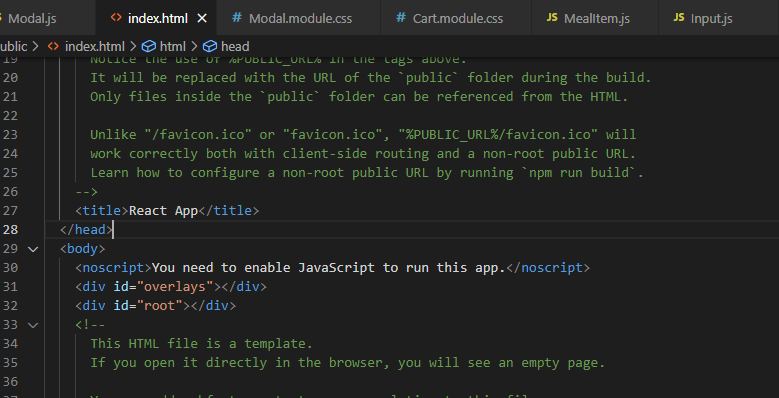 Modal.js
index.html
Modal.module.css
Cart.module.css
MealItem.js
Input.js
ublic > index.html > html > head
19 Notice the use of %PUBLIC_URL% in the tags above.
20 It will be replaced with the URL of the `public` folder during the build.
21 Only files inside the `public` folder can be referenced from the HTML.
22
23 Unlike "/favicon.ico" or "favicon.ico", "%PUBLIC_URL%/favicon.ico" will
24 work correctly both with client-side routing and a non-root public URL.
25 Learn how to configure a non-root public URL by running `npm run build`.
26 -->
27 <title>React App</title>
28 </head>
29 <body>
30 <noscript>You need to enable JavaScript to run this app.</noscript>
31 <div id="overlays"></div>
32 <div id="root"></div>
33 <!--
34 This HTML file is a template.
35 If you open it directly in the browser, you will see an empty page.
36